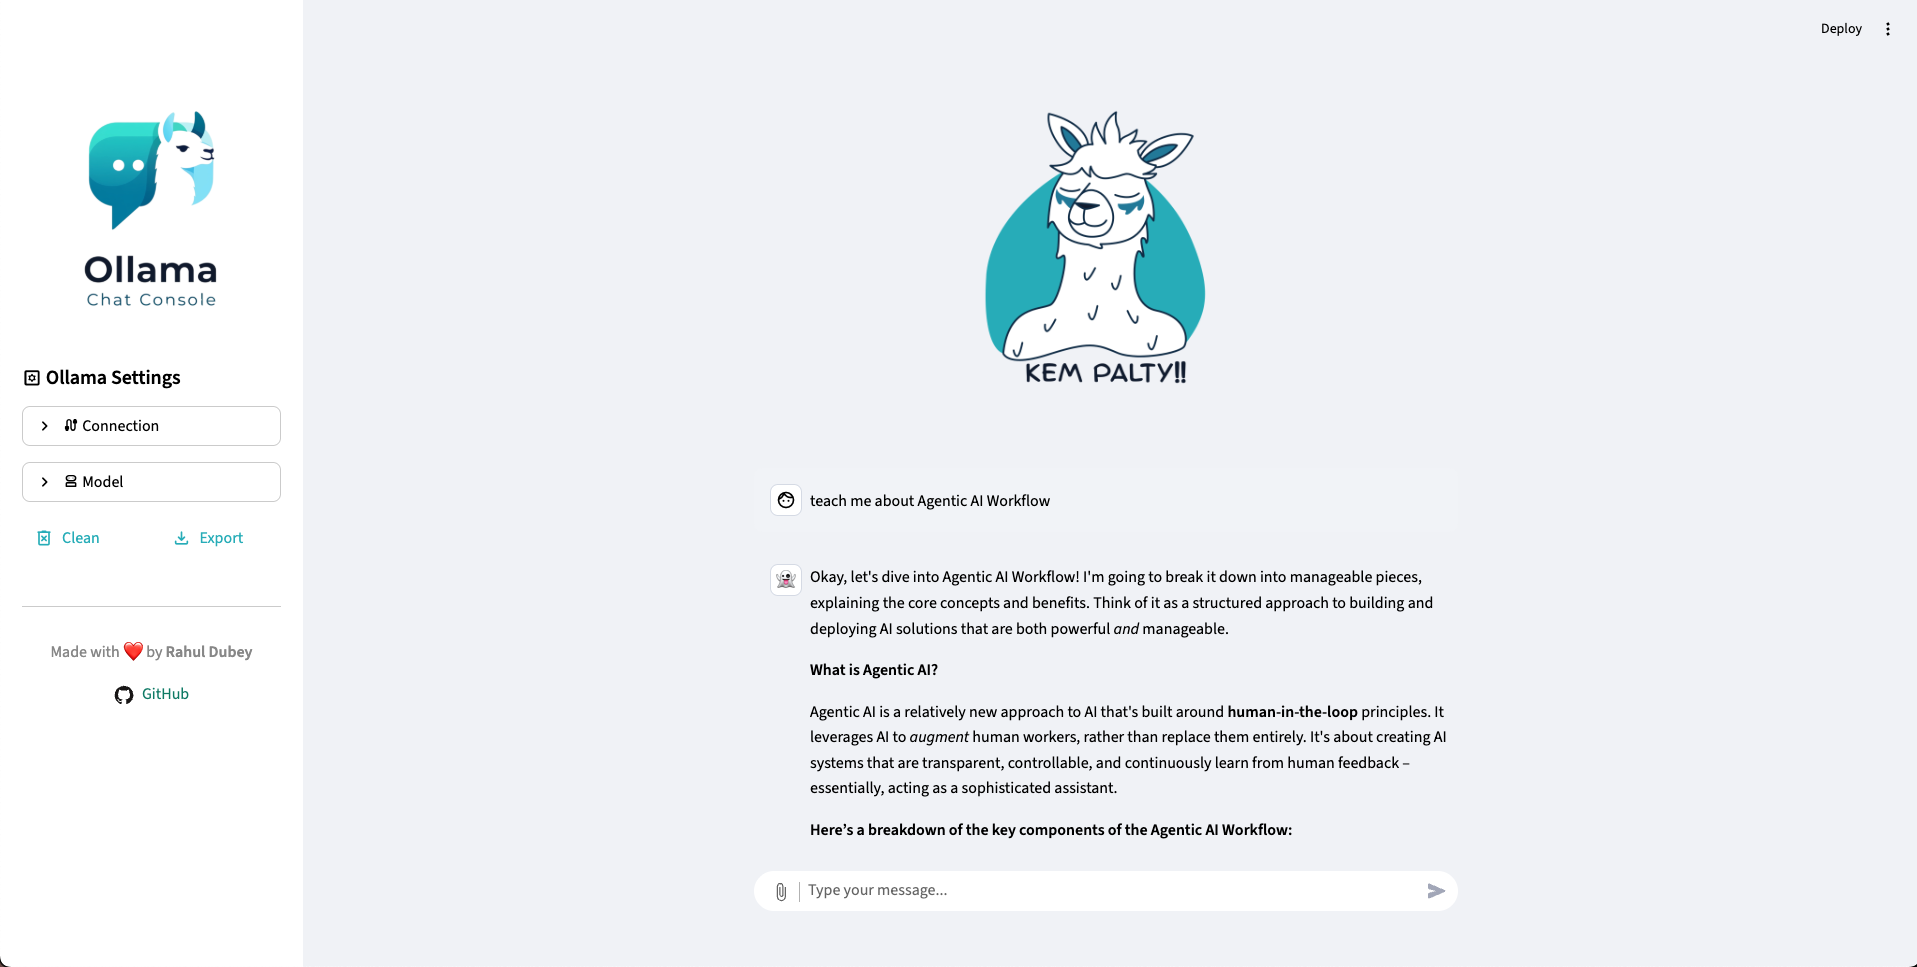 Deploy
Ollama
Chat Console
Ollama Settings
Connection
Model
Clean
Export
Made with ❤️ by Rahul Dubey
GitHub
KEM PALTY!!
teach me about Agentic AI Workflow
Okay, let's dive into Agentic AI Workflow! I'm going to break it down into manageable pieces,
explaining the core concepts and benefits. Think of it as a structured approach to building and
deploying AI solutions that are both powerful and manageable.
What is Agentic AI?
Agentic AI is a relatively new approach to AI that's built around human-in-the-loop principles. It
leverages AI to augment human workers, rather than replace them entirely. It's about creating AI
systems that are transparent, controllable, and continuously learn from human feedback –
essentially, acting as a sophisticated assistant.
Here’s a breakdown of the key components of the Agentic AI Workflow:
Type your message...